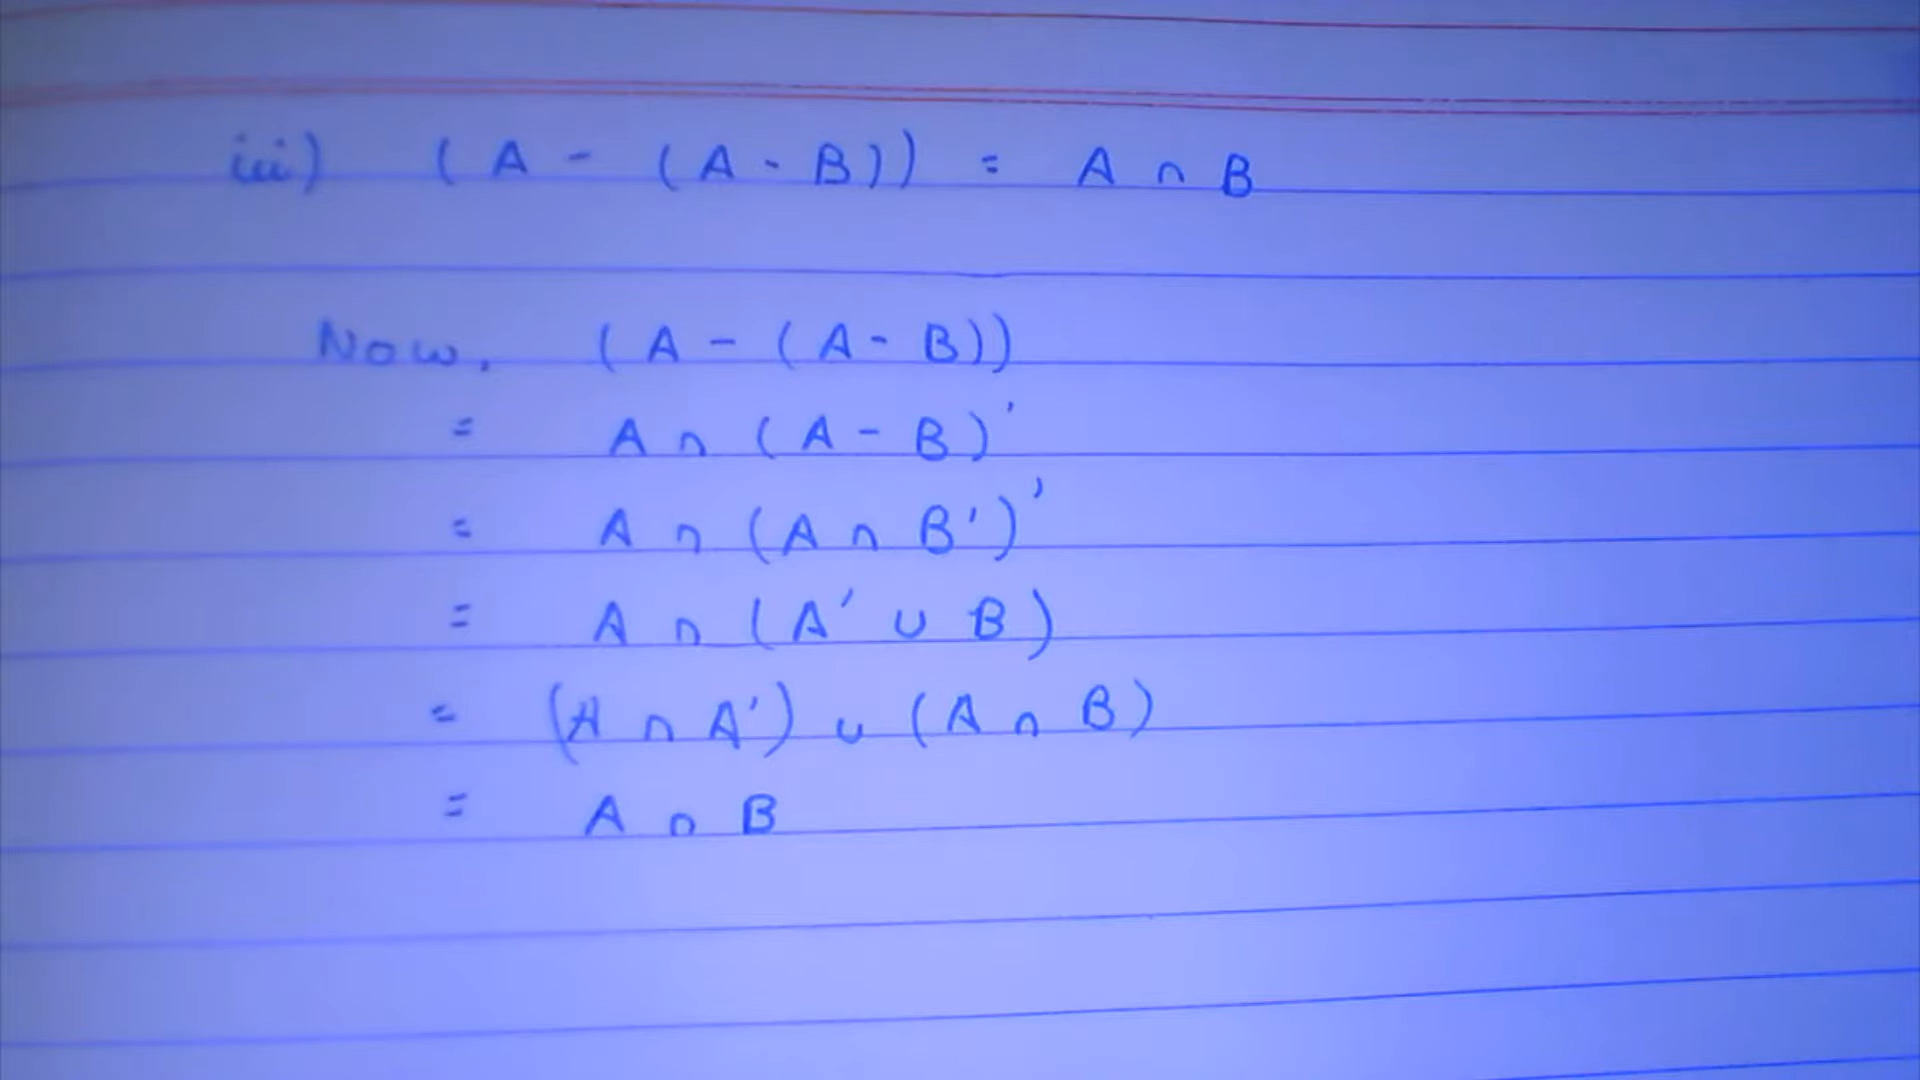 iii) (A - (A - B)) = A ∩ B
Now, (A - (A - B))
= A ∩ (A - B)'
= A ∩ (A ∩ B')'
= A ∩ (A' ∪ B)
= (A ∩ A') ∪ (A ∩ B)
= A ∩ B